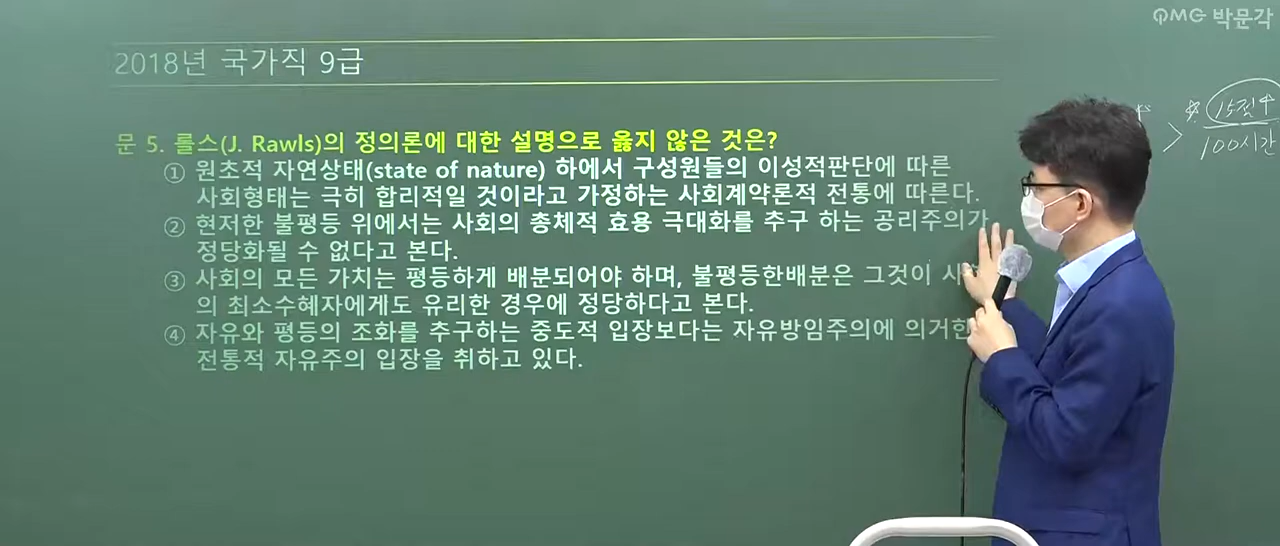 PMG 박문각
2018년 국가직 9급
15점↑
100시간
문 5. 롤스(J. Rawls)의 정의론에 대한 설명으로 옳지 않은 것은?
① 원초적 자연상태(state of nature) 하에서 구성원들의 이성적판단에 따른
사회형태는 극히 합리적일 것이라고 가정하는 사회계약론적 전통에 따른다.
② 현저한 불평등 위에서는 사회의 총체적 효용 극대화를 추구 하는 공리주의가
정당화될 수 없다고 본다.
③ 사회의 모든 가치는 평등하게 배분되어야 하며, 불평등한배분은 그것이 사
의 최소수혜자에게도 유리한 경우에 정당하다고 본다.
④ 자유와 평등의 조화를 추구하는 중도적 입장보다는 자유방임주의에 의거한
전통적 자유주의 입장을 취하고 있다.